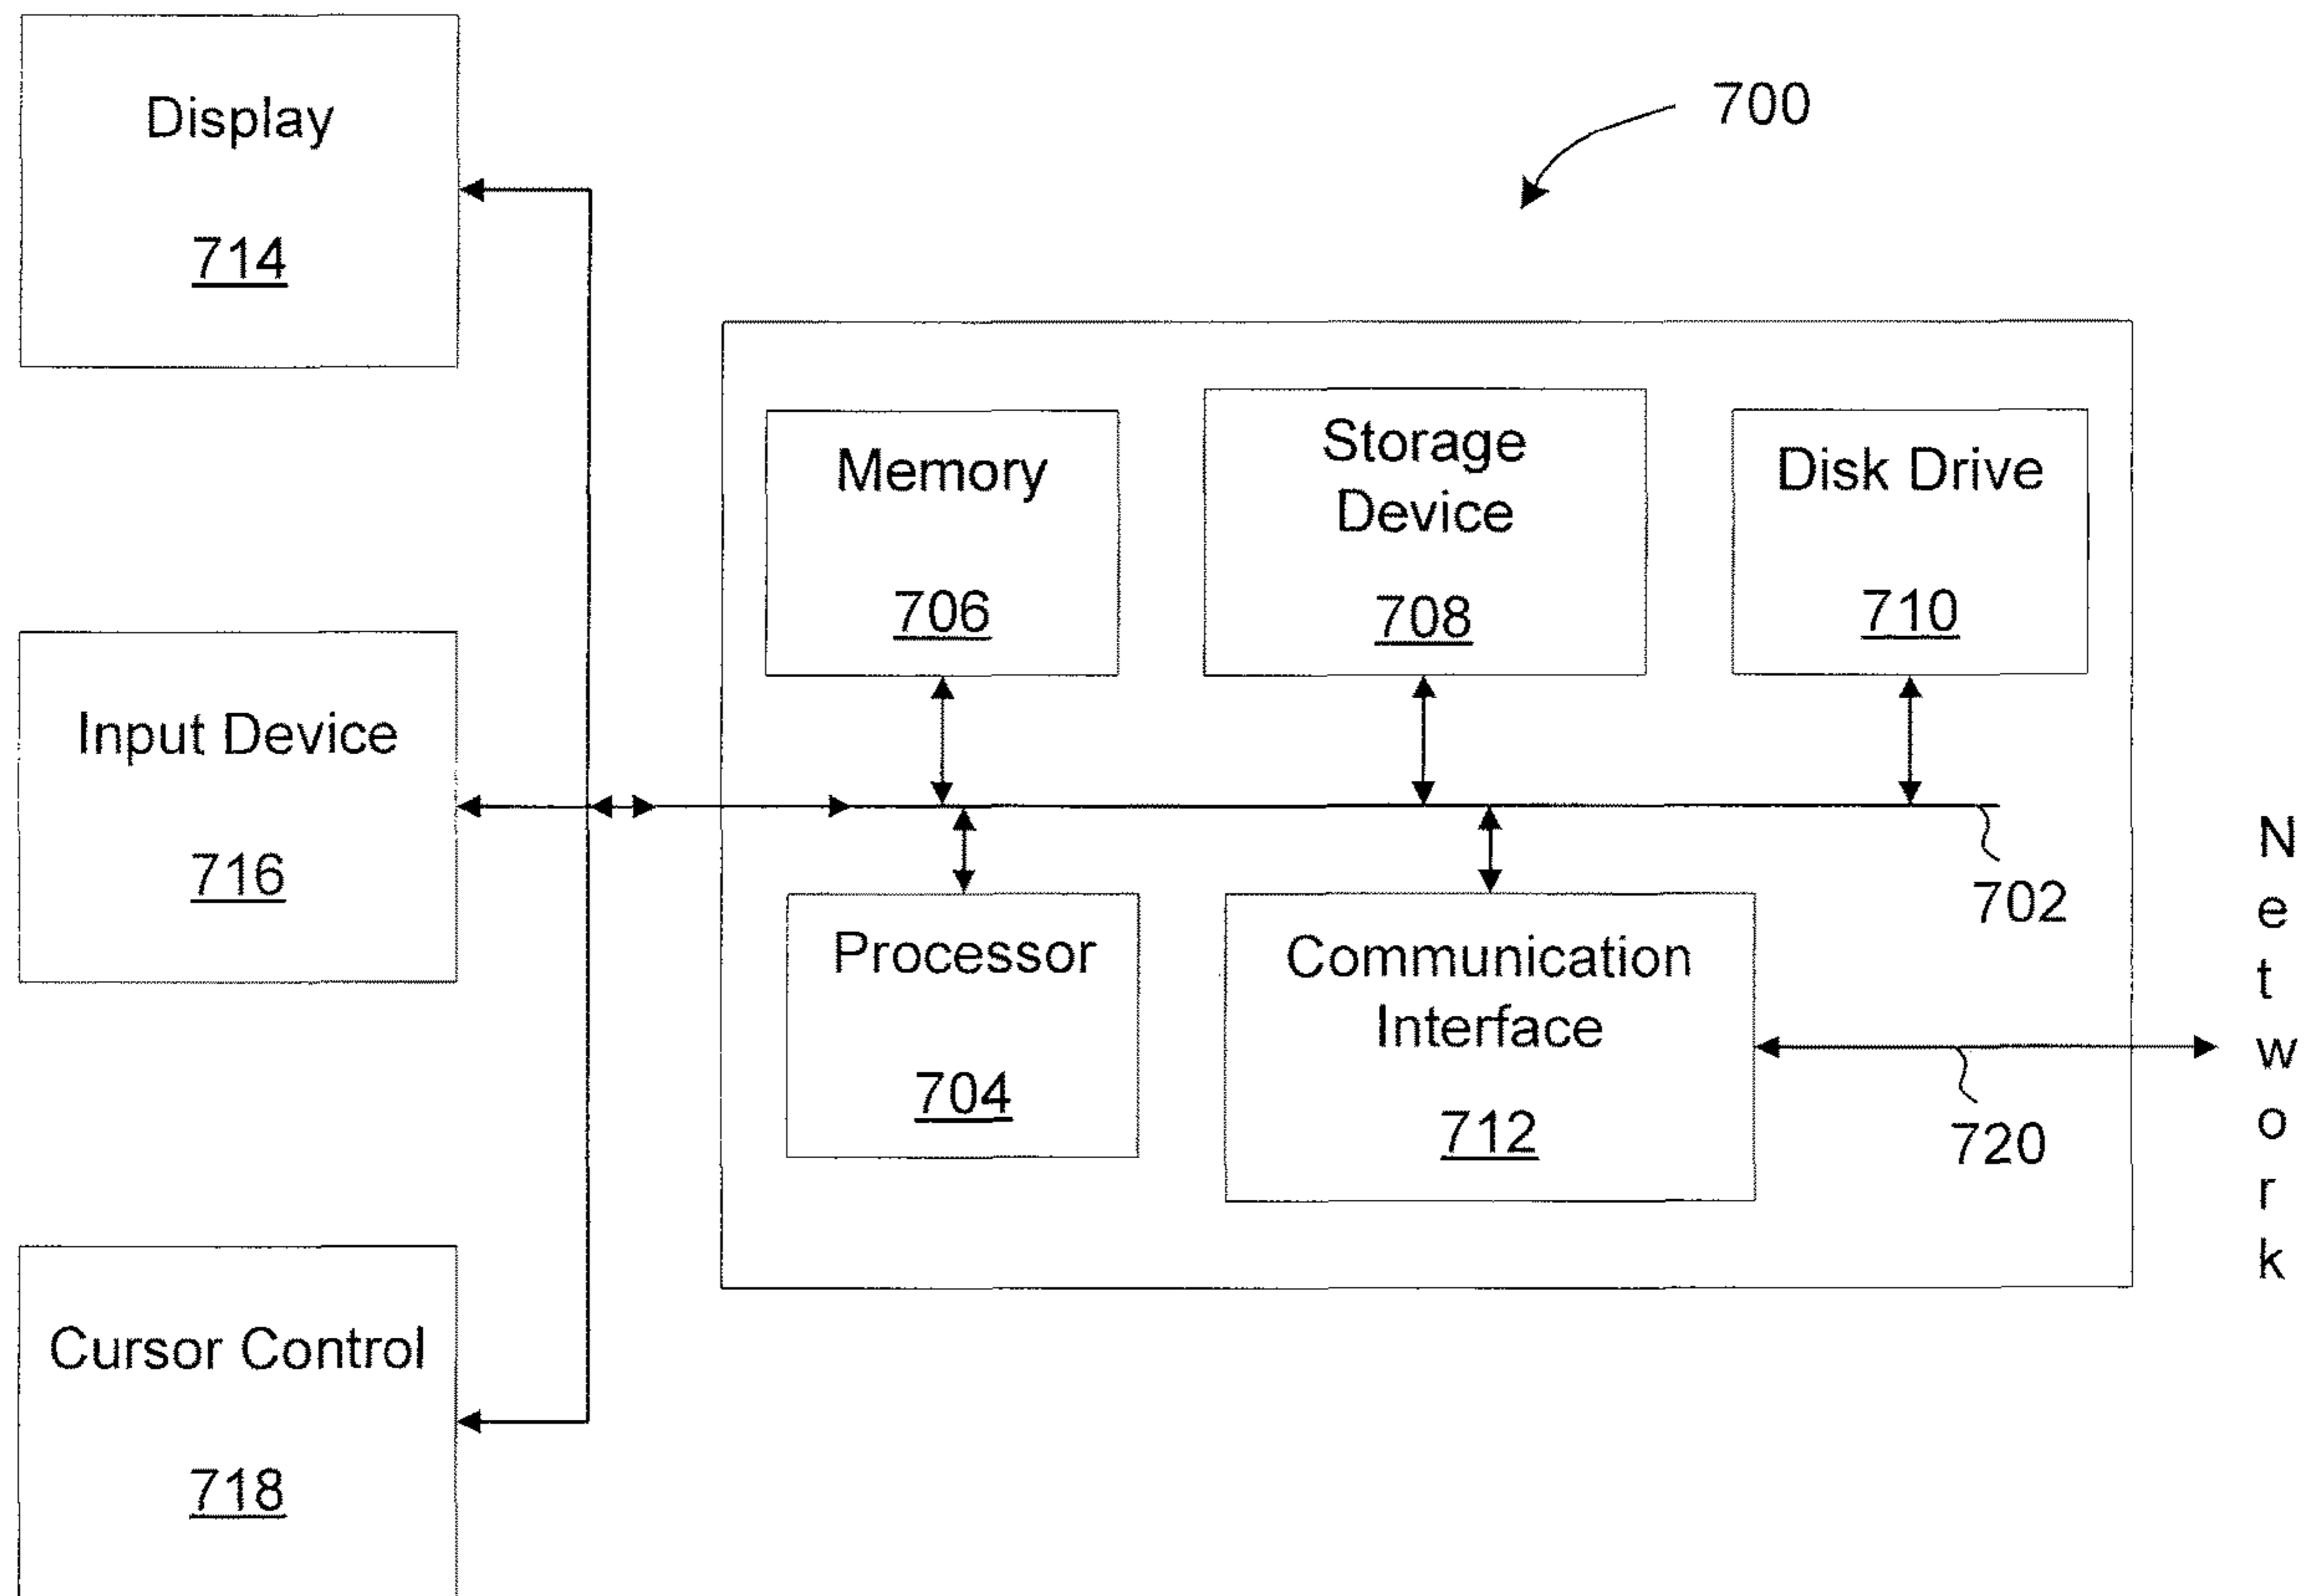 Display
714
700
Memory
706
Storage
Device
708
Disk Drive
710
Input Device
716
702
Processor
704
Communication
Interface
712
720
Network
Cursor Control
718